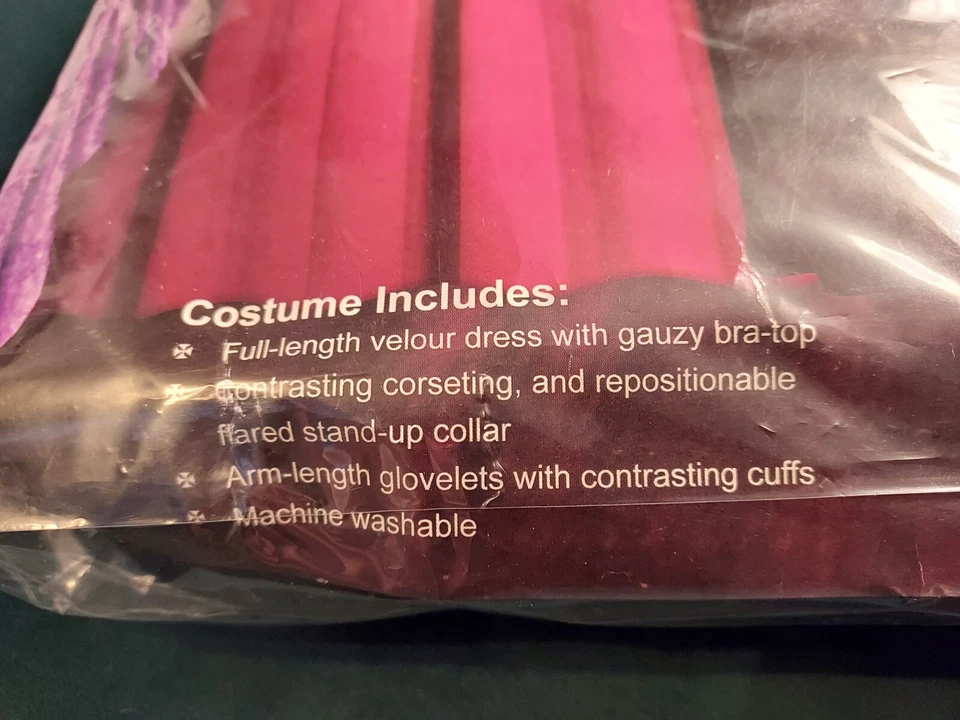 Costume Includes:
✠ Full-length velour dress with gauzy bra-top
✠ Contrasting corseting, and repositionable
flared stand-up collar
✠ Arm-length glovelets with contrasting cuffs
✠ Machine washable